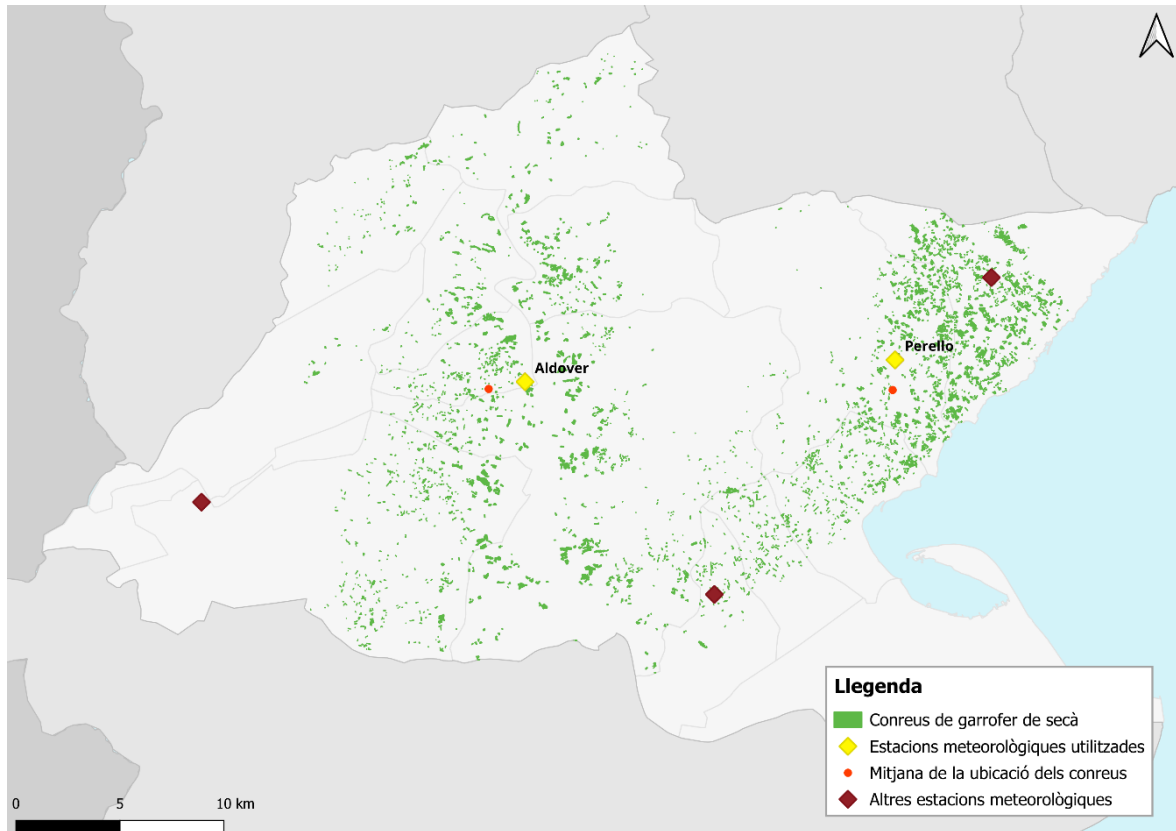 Perello
Aldover
Llegenda
Conreus de garrofer de secà
Estacions meteorològiques utilitzades
Mitjana de la ubicació dels conreus
Altres estacions meteorològiques
0 5 10 km